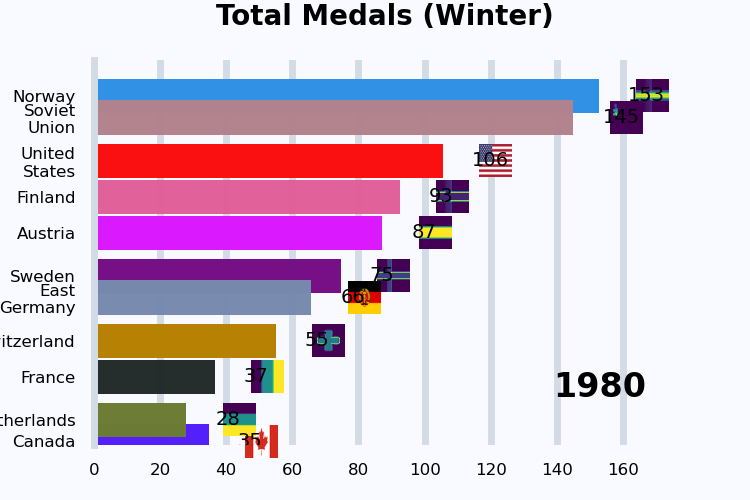 Total Medals (Winter)
Norway
153
Soviet
Union
145
United
States
106
Finland
93
Austria
87
Sweden
75
East
Germany
66
itzerland
55
France
37
1980
therlands
28
Canada
35
0 20 40 60 80 100 120 140 160